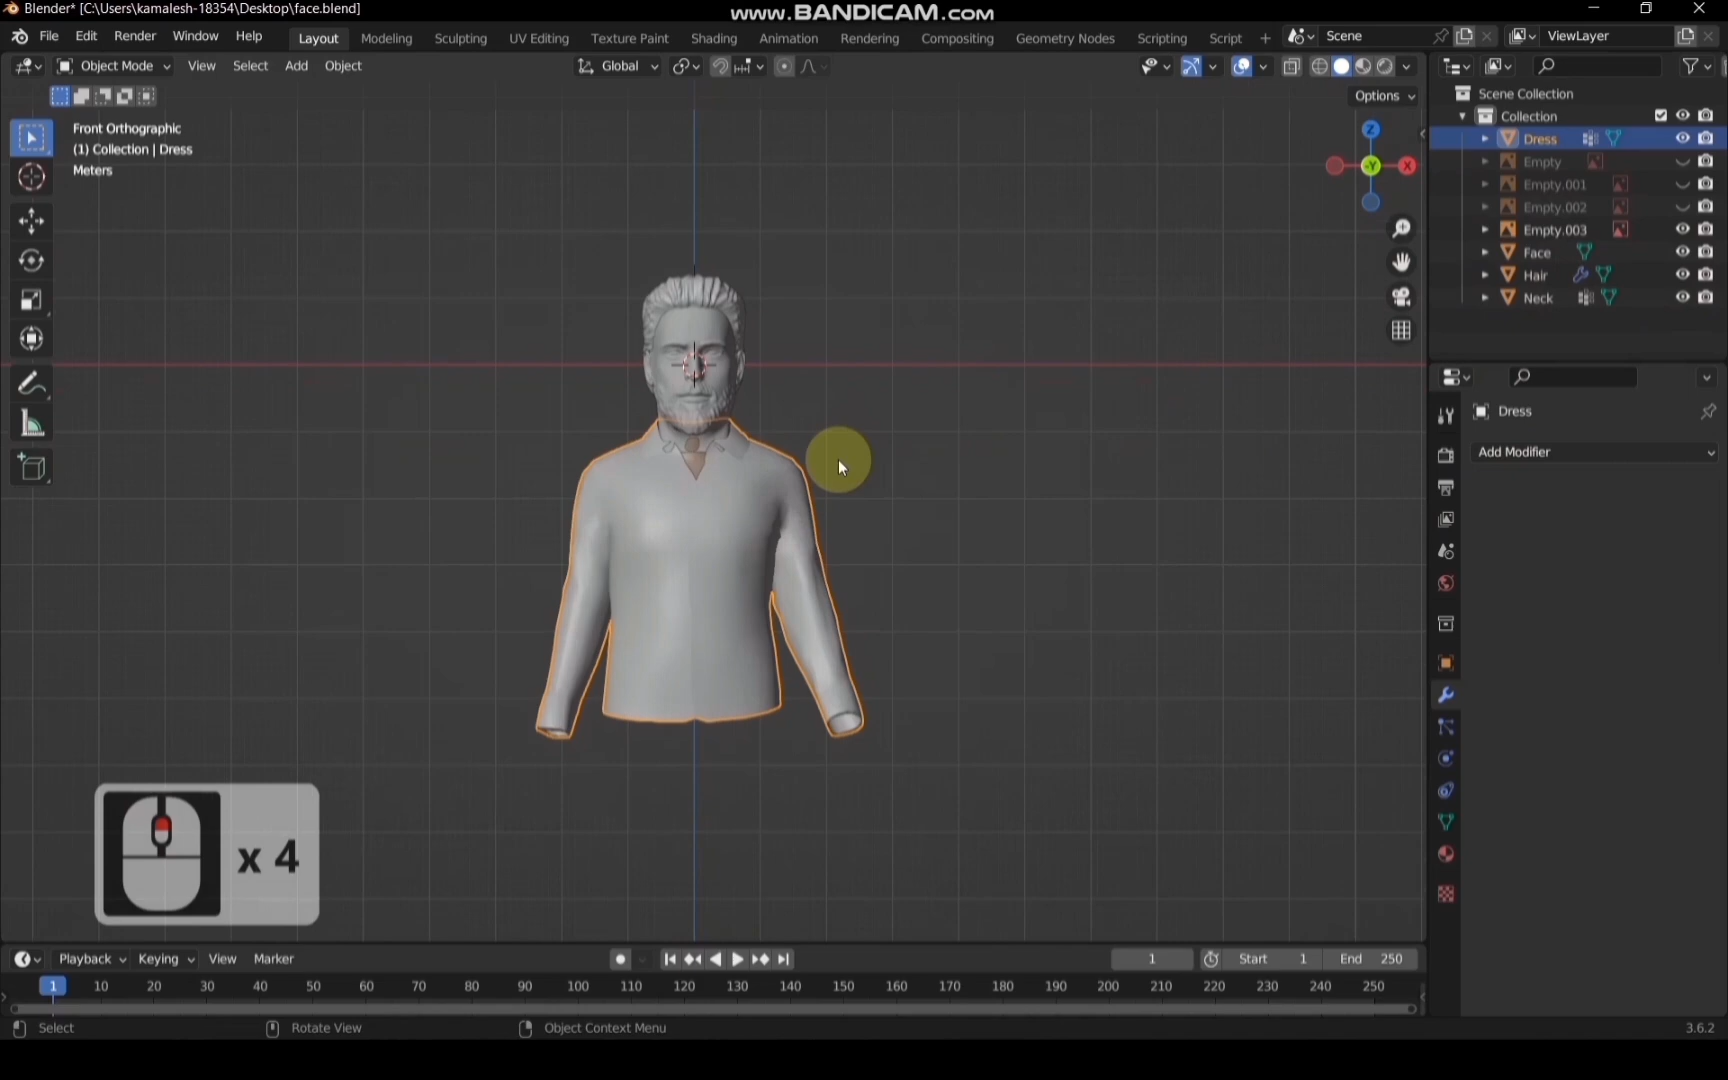 Blender* [C:\Users\kamalesh-18354\Desktop\face.blend]
www.BANDICAM.com
File Edit Render Window Help Layout Modeling Sculpting UV Editing Texture Paint Shading Animation Rendering Compositing Geometry Nodes Scripting Script + Scene ViewLayer
Object Mode View Select Add Object Global
Options
Front Orthographic
(1) Collection | Dress
Meters
Z
-Y
X
Scene Collection
Collection
Dress
Empty
Empty.001
Empty.002
Empty.003
Face
Hair
Neck
Dress
Add Modifier
x 4
Playback Keying View Marker 1 Start 1 End 250
1 10 20 30 40 50 60 70 80 90 100 110 120 130 140 150 160 170 180 190 200 210 220 230 240 250
Select Rotate View Object Context Menu 3.6.2